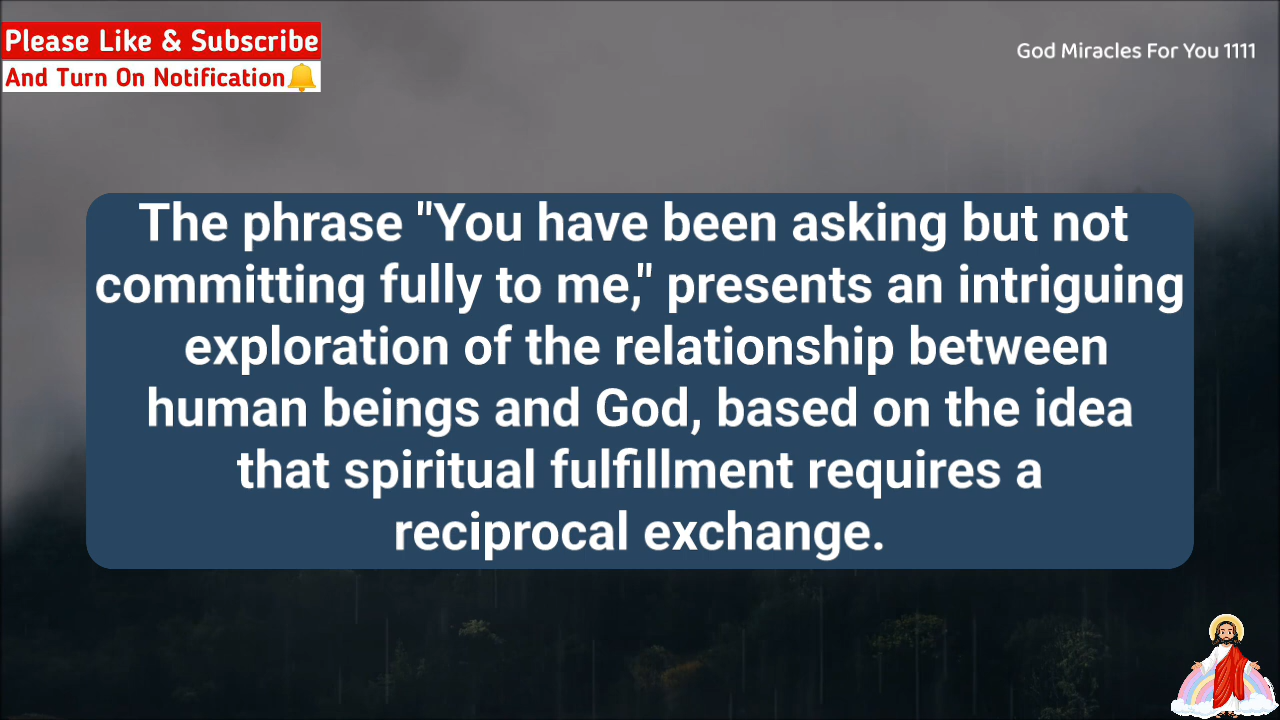 Please Like & Subscribe
And Turn On Notification🔔
God Miracles For You 1111
The phrase "You have been asking but not
committing fully to me," presents an intriguing
exploration of the relationship between
human beings and God, based on the idea
that spiritual fulfillment requires a
reciprocal exchange.